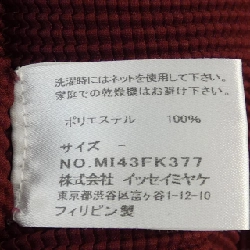 洗濯時にはネットを使用して下さい。
家庭での乾燥機はお避け下さい。
ポリエステル 100%
サイズ -
NO.MI43FK377
株式会社 イッセイミヤケ
東京都渋谷区富ヶ谷1-12-10
フィリピン製